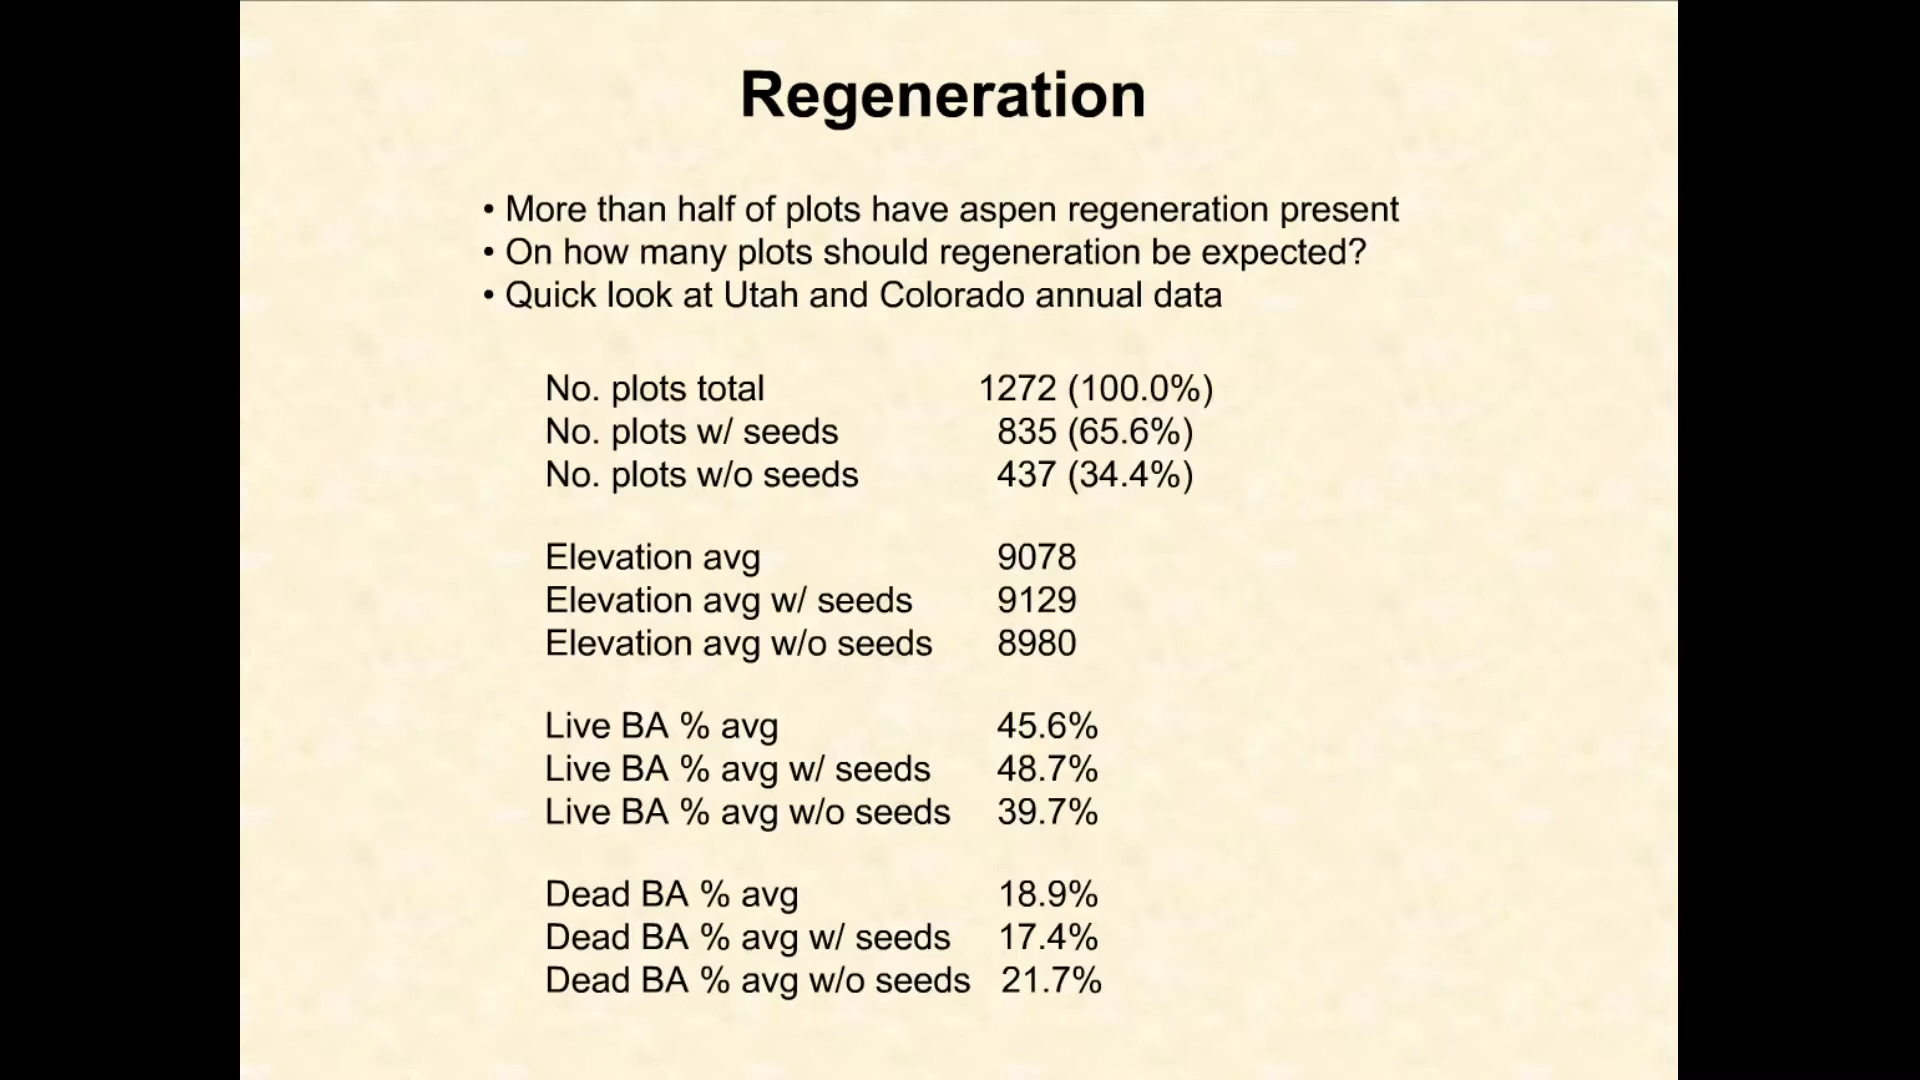 Regeneration
• More than half of plots have aspen regeneration present
• On how many plots should regeneration be expected?
• Quick look at Utah and Colorado annual data
No. plots total 1272 (100.0%)
No. plots w/ seeds 835 (65.6%)
No. plots w/o seeds 437 (34.4%)
Elevation avg 9078
Elevation avg w/ seeds 9129
Elevation avg w/o seeds 8980
Live BA % avg 45.6%
Live BA % avg w/ seeds 48.7%
Live BA % avg w/o seeds 39.7%
Dead BA % avg 18.9%
Dead BA % avg w/ seeds 17.4%
Dead BA % avg w/o seeds 21.7%